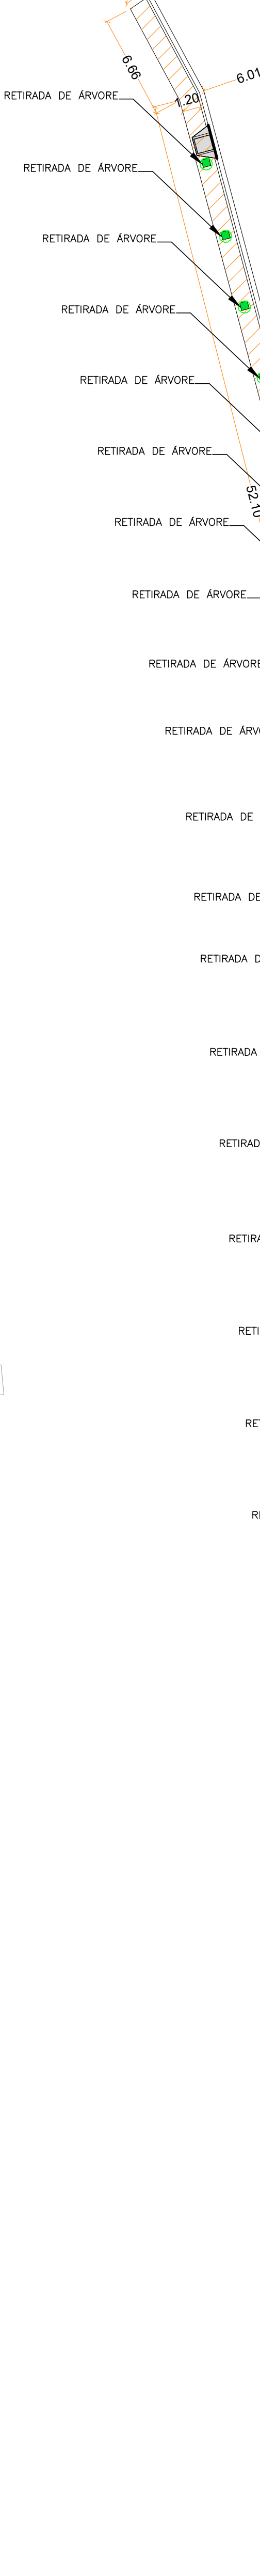 6.66
6.01
1.20
RETIRADA DE ÁRVORE
RETIRADA DE ÁRVORE
RETIRADA DE ÁRVORE
RETIRADA DE ÁRVORE
RETIRADA DE ÁRVORE
RETIRADA DE ÁRVORE
52.10
RETIRADA DE ÁRVORE
RETIRADA DE ÁRVORE
RETIRADA DE ÁRVORE
RETIRADA DE ÁRVO
RETIRADA DE
RETIRADA DE
RETIRADA D
RETIRADA
RETIRAD
RETIRA
RETI
RET
RE